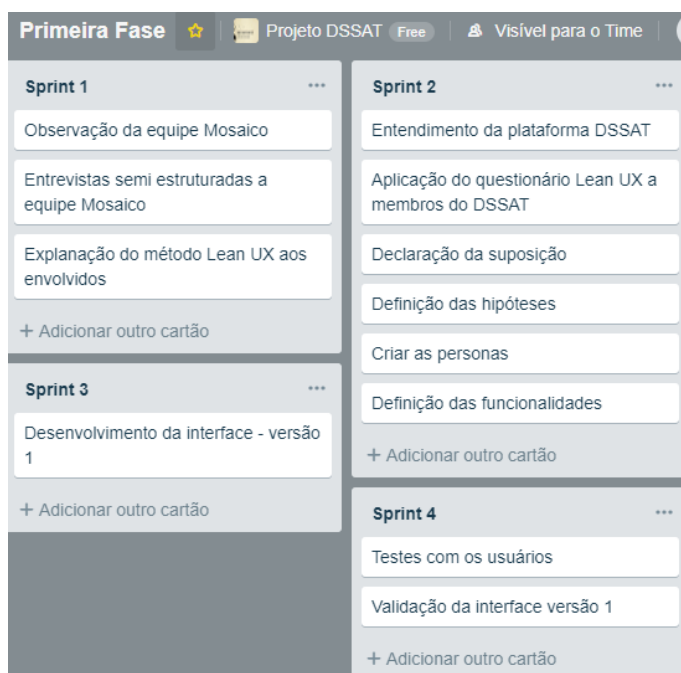 Primeira Fase
Projeto DSSAT Free
Visível para o Time
Sprint 1
Observação da equipe Mosaico
Entrevistas semi estruturadas a
equipe Mosaico
Explanação do método Lean UX aos
envolvidos
+ Adicionar outro cartão
Sprint 2
Entendimento da plataforma DSSAT
Aplicação do questionário Lean UX a
membros do DSSAT
Declaração da suposição
Definição das hipóteses
Criar as personas
Definição das funcionalidades
+ Adicionar outro cartão
Sprint 3
Desenvolvimento da interface - versão
1
+ Adicionar outro cartão
Sprint 4
Testes com os usuários
Validação da interface versão 1
+ Adicionar outro cartão